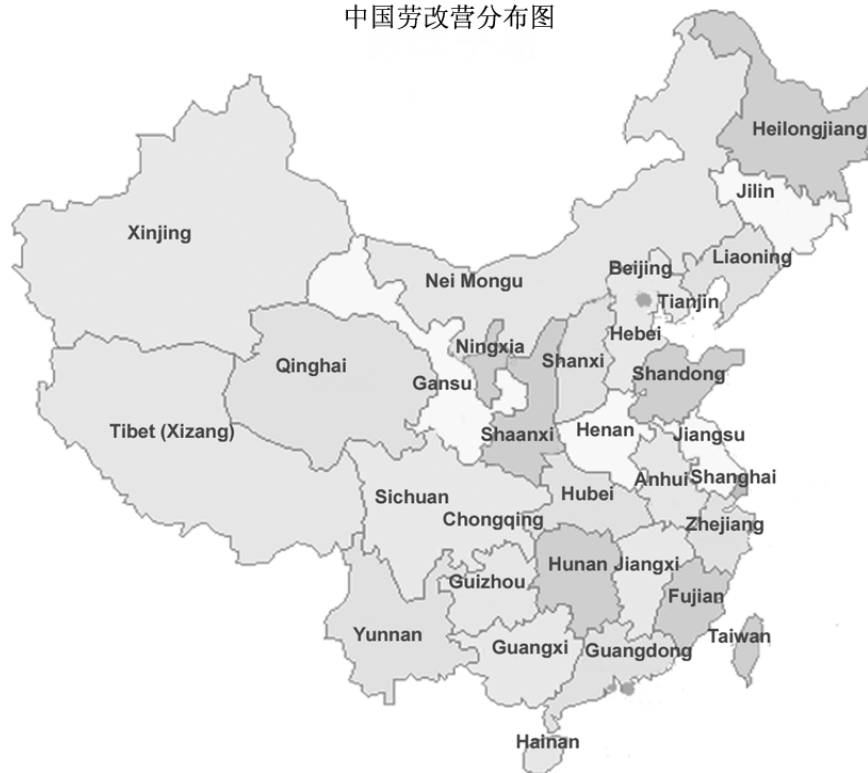 中国劳改营分布图
Heilongjiang
Jilin
Xinjing
Liaoning
Beijing
Nei Mongu
Tianjin
Hebei
Ningxia
Shanxi
Qinghai
Shandong
Gansu
Tibet (Xizang)
Shaanxi
Henan
Jiangsu
Anhui
Shanghai
Sichuan
Hubei
Chongqing
Zhejiang
Hunan
Jiangxi
Guizhou
Fujian
Yunnan
Taiwan
Guangxi
Guangdong
Hainan